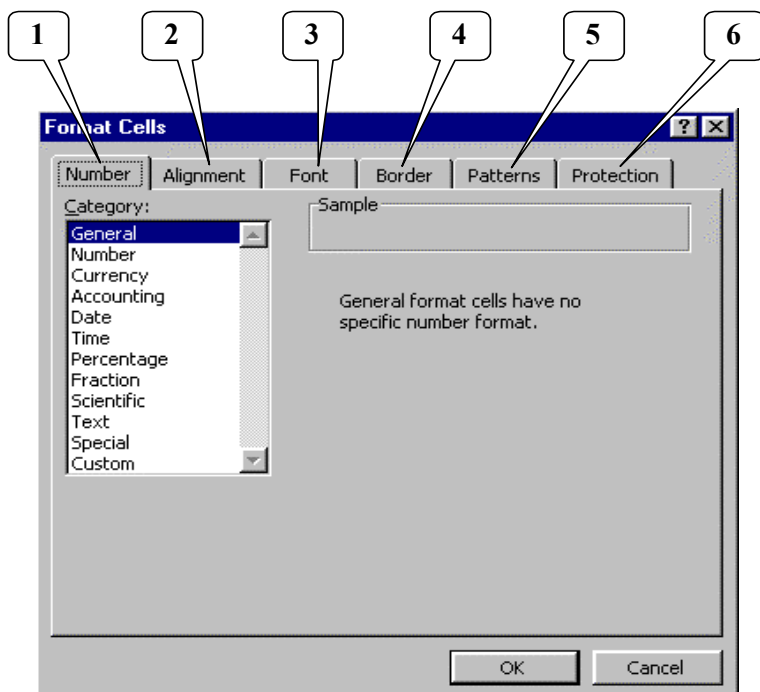 1 2 3 4 5 6
Format Cells
Number Alignment Font Border Patterns Protection
Category:
Sample
General
Number
Currency
Accounting
Date
Time
Percentage
Fraction
Scientific
Text
Special
Custom
General format cells have no
specific number format.
OK Cancel